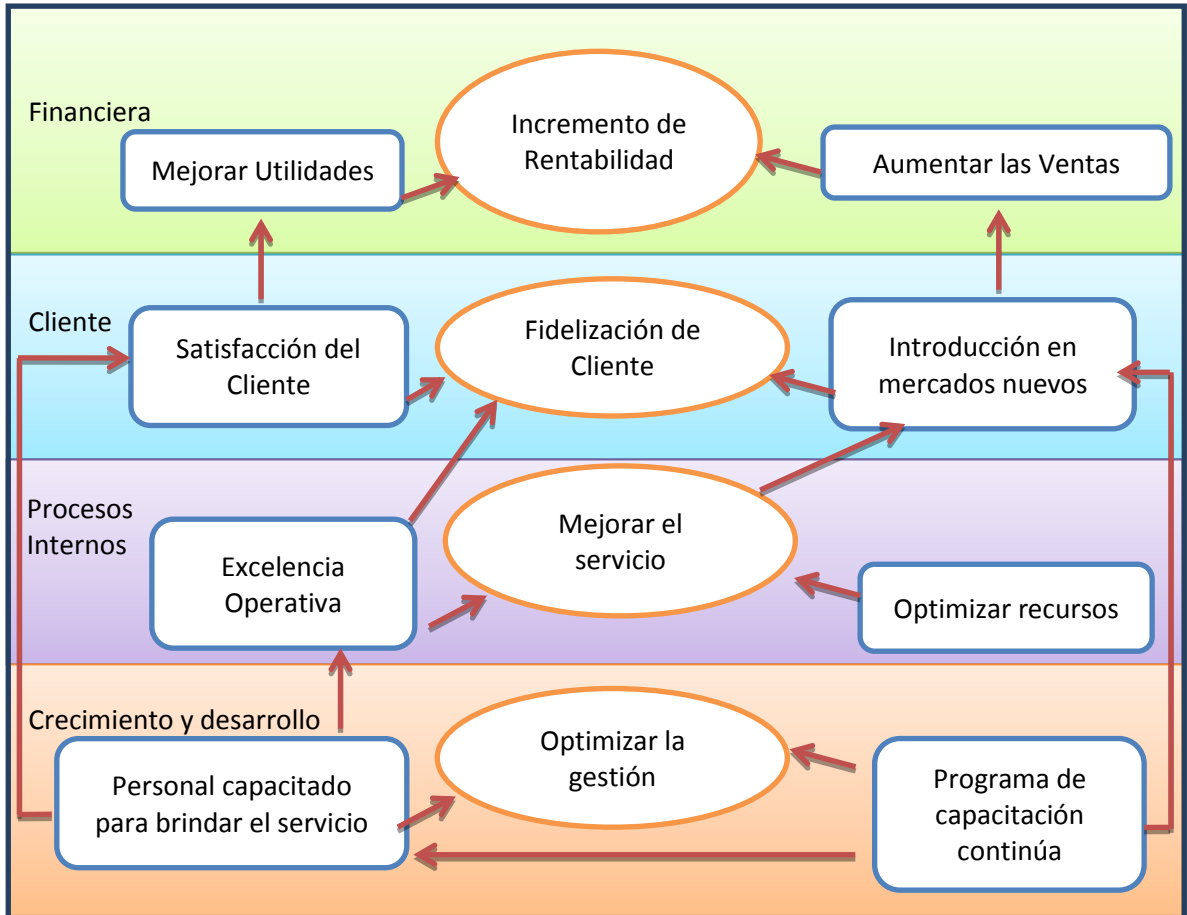 Financiera
Incremento de
Rentabilidad
Mejorar Utilidades
Aumentar las Ventas
Cliente
Satisfacción del
Cliente
Fidelización de
Cliente
Introducción en
mercados nuevos
Procesos
Internos
Excelencia
Operativa
Mejorar el
servicio
Optimizar recursos
Crecimiento y desarrollo
Personal capacitado
para brindar el servicio
Optimizar la
gestión
Programa de
capacitación
continúa